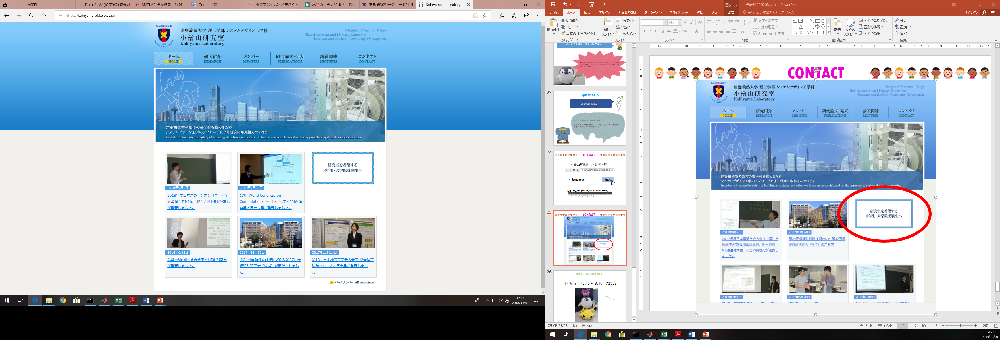 ASEBI
E-ディフェンス(加震実験映像/
MATLAB 検索結果 - 行数
Google 翻訳
機械学習イラスト／無料イラス
水平力 そうせん断力 - Bing
支部研究発表会 - 一般社団
Kohiyama Laboratory
https://kohiyama.sd.keio.ac.jp/
Keio University
慶應義塾大学 理工学部 システムデザイン工学科
小檜山研究室
Kohiyama Laboratory
Integrated Structural Design
Risk Assessment and Damage Estimation
Resistant and Resilient Community Development
ホーム
HOME
研究紹介
RESEARCH
メンバー
MEMBERS
研究論文・発表
PUBLICATIONS
講義関連
LECTURES
コンタクト
CONTACT
建築構造物や都市の安全性を高めるため
システムデザイン工学のアプローチにより研究に取り組んでいます
In order to increase the safety of building structures and cities, we focus on research based on the approach of system design engineering.
2018年9月5日
2018年度日本建築学会大会（東北）学
術講演会でM2岡一也君とM1横山裕基君
が発表しました。
2018年7月26日
13th World Congress on
Computational MechanicsでM2河西洋
亮君と岡一也君が発表しました。
研究室を希望する
3年生・大学院受験生へ
2018年6月2日
第6回合同研究発表会でM1横山裕基君
が発表しました。
2017年11月26日
第24回信頼性設計技術WS & 第37回最
適設計研究会（横浜）が開催されまし
た。
2017年11月14日
第13回日本地震工学会大会でM2青海美
沙希さん、大村真史君が発表しまし
た。
バックナンバー All news items
17:54
2018/11/01
図ツール
発表用PP2018.pptx - PowerPoint
ファイル
ホーム
挿入
デザイン
画面切り替え
アニメーション
スライド ショー
校閲
表示
書式
実行したい作業を入力してください...
サインイン
共有
貼り付け
切り取り
コピー
書式のコピー/貼り付け
クリップボード
新しい
スライド
レイアウト
リセット
セクション
スライド
14+
フォント
文字列の方向
文字の配置
SmartArt に変換
段落
配置
クイック
スタイル
図形の塗りつぶし
図形の枠線
図形の効果
図形描画
検索
置換
選択
編集
23
Question 5
必要な知識は…？
24
CONTACT
小檜山研究室ホームページ
www.kohiyama.sd.keio.ac.jp
小檜山研究室
検索
25
CONTACT
26
NEXT GUIDANCE
11/16(金) 18:15～19:15 @DS63
CONTACT
Keio University
慶應義塾大学 理工学部 システムデザイン工学科
小檜山研究室
Kohiyama Laboratory
Integrated Structural Design
Risk Assessment and Damage Estimation
Resistant and Resilient Community Development
ホーム
HOME
研究紹介
RESEARCH
メンバー
MEMBERS
研究論文・発表
PUBLICATIONS
講義関連
LECTURES
コンタクト
CONTACT
建築構造物や都市の安全性を高めるため
システムデザイン工学のアプローチにより研究に取り組んでいます
In order to increase the safety of building structures and cities, we focus on research based on the approach of system design engineering.
2017年9月2日
2017年度日本建築学会大会（中国）学
術講演会でM1川西洋亮君、岡一也君、
M2渡邉健太君、洲之内葵さんが発表し
ました。
2017年8月24日
第24回信頼性設計技術WS & 第37回最
適設計研究会（横浜）のご案内
研究室を希望する
3年生・大学院受験生へ
2017年7月1日
2017年5月20日
2017年3月8日
スライド 25/26
日本語
ノート
コメント
125%
17:54
2018/11/01